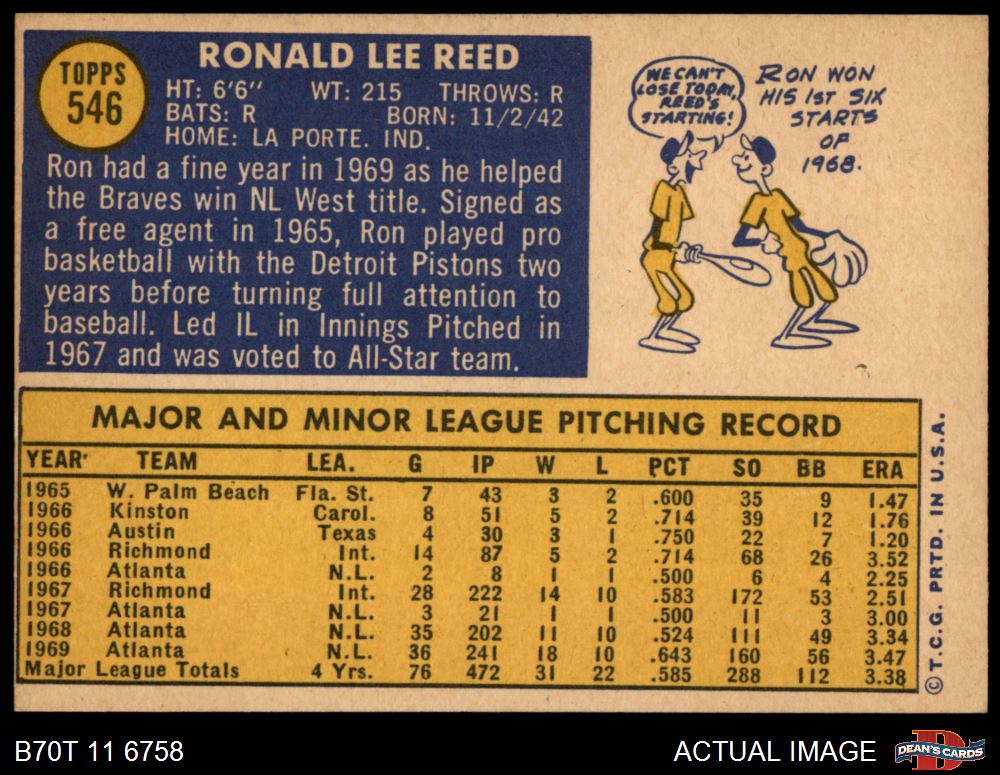 TOPPS
546
RONALD LEE REED
HT: 6'6" WT: 215 THROWS: R
BATS: R BORN: 11/2/42
HOME: LA PORTE. IND.
Ron had a fine year in 1969 as he helped
the Braves win NL West title. Signed as
a free agent in 1965, Ron played pro
basketball with the Detroit Pistons two
years before turning full attention to
baseball. Led IL in Innings Pitched in
1967 and was voted to All-Star team.
WE CAN'T
LOSE TODAY,
REED'S
STARTING!
RON WON
HIS 1ST SIX
STARTS
OF
1968.
MAJOR AND MINOR LEAGUE PITCHING RECORD
YEAR TEAM LEA. G IP W L PCT SO BB ERA
1965 W. Palm Beach Fla. St. 7 43 3 2 .600 35 9 1.47
1966 Kinston Carol. 8 51 5 2 .714 39 12 1.76
1966 Austin Texas 4 30 3 1 .750 22 7 1.20
1966 Richmond Int. 14 87 5 2 .714 68 26 3.52
1966 Atlanta N.L. 2 8 1 1 .500 6 4 2.25
1967 Richmond Int. 28 222 14 10 .583 172 53 2.51
1967 Atlanta N.L. 3 21 1 1 .500 11 3 3.00
1968 Atlanta N.L. 35 202 11 10 .524 111 49 3.34
1969 Atlanta N.L. 36 241 18 10 .643 160 56 3.47
Major League Totals 4 Yrs. 76 472 31 22 .585 288 112 3.38
©T.C.G. PRTD. IN U.S.A.
B70T 11 6758
ACTUAL IMAGE
DEAN'S CARDS